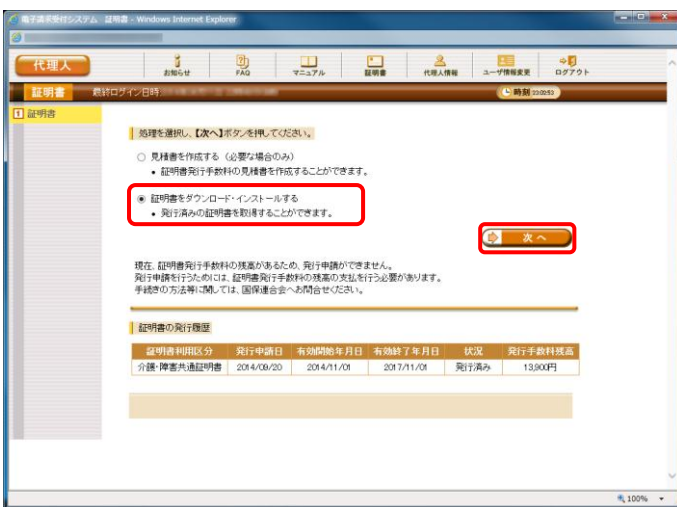 電子請求受付システム 証明書 - Windows Internet Explorer
代理人
お知らせ
FAQ
マニュアル
証明書
代理人情報
ユーザ情報変更
ログアウト
証明書 最終ログイン日時:
時刻
1 証明書
処理を選択し、【次へ】ボタンを押してください。
見積書を作成する（必要な場合のみ）
• 証明書発行手数料の見積書を作成することができます。
証明書をダウンロード・インストールする
• 発行済みの証明書を取得することができます。
次へ
現在、証明書発行手数料の残高があるため、発行申請ができません。
発行申請を行うためには、証明書発行手数料の残高の支払を行う必要があります。
手続きの方法等に関しては、国保連合会へお問合せください。
証明書の発行履歴
証明書利用区分 発行申請日 有効開始年月日 有効終了年月日 状況 発行手数料残高
介護・障害共通証明書 2014/09/20 2014/11/01 2017/11/01 発行済み 13,900円
100%